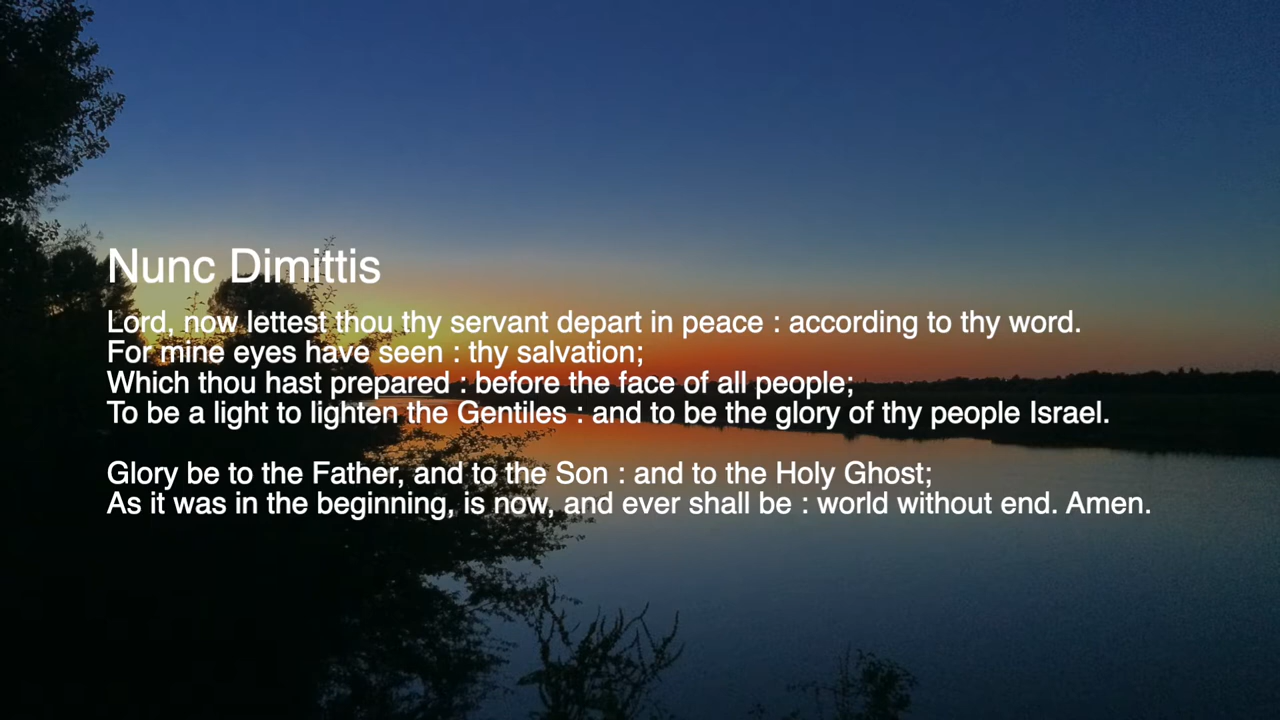 Nunc Dimittis
Lord, now lettest thou thy servant depart in peace : according to thy word.
For mine eyes have seen : thy salvation;
Which thou hast prepared : before the face of all people;
To be a light to lighten the Gentiles : and to be the glory of thy people Israel.
Glory be to the Father, and to the Son : and to the Holy Ghost;
As it was in the beginning, is now, and ever shall be : world without end. Amen.